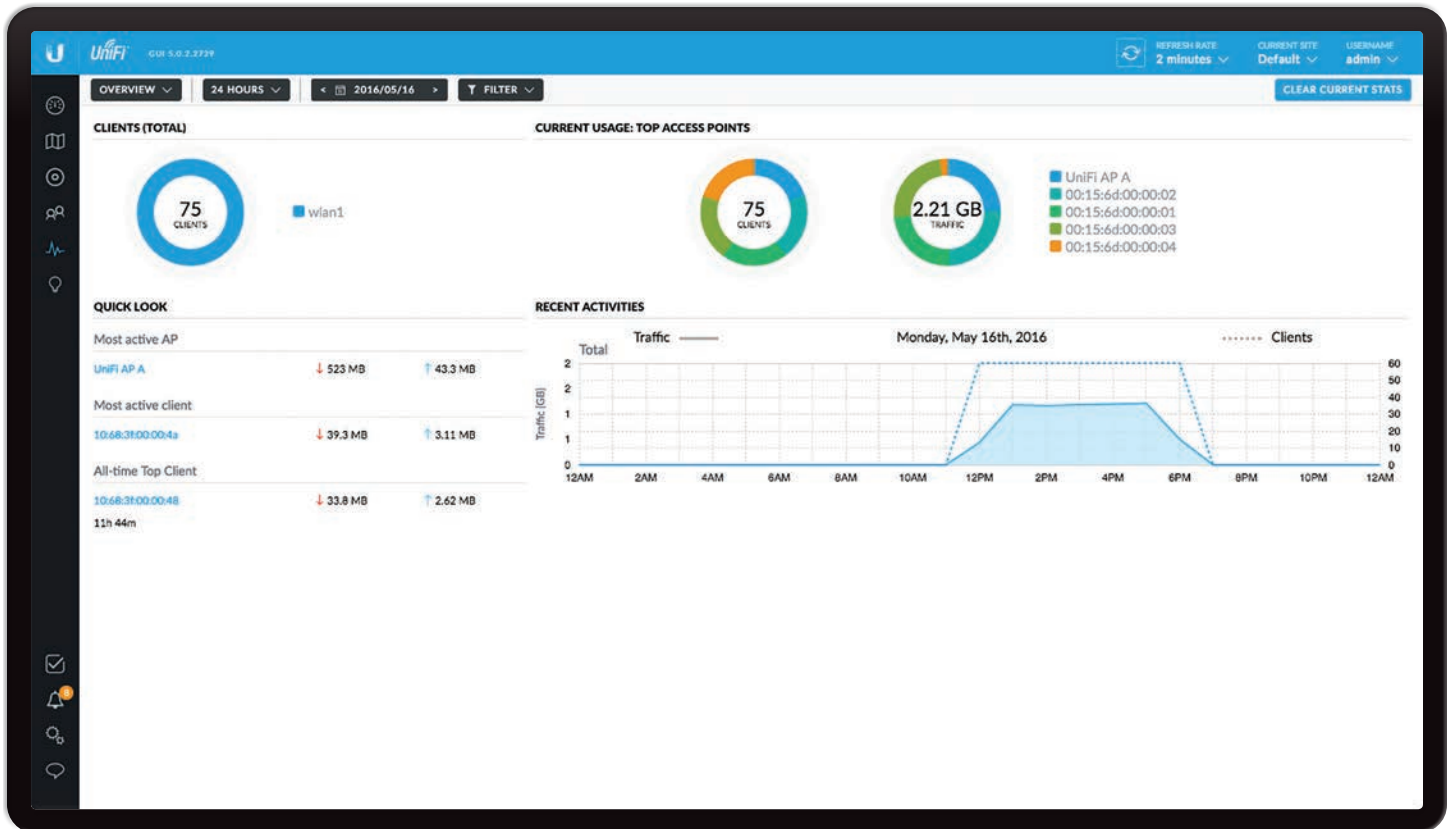 UniFi GUI 5.0.2.2739
REFRESH RATE
2 minutes
CURRENT SITE
Default
USERNAME
admin
OVERVIEW 24 HOURS < 2016/05/16 > FILTER CLEAR CURRENT STATS
CLIENTS (TOTAL)
75
CLIENTS
wlan1
CURRENT USAGE: TOP ACCESS POINTS
75
CLIENTS
2.21 GB
TRAFFIC
UniFi AP A
00:15:6d:00:00:02
00:15:6d:00:00:01
00:15:6d:00:00:03
00:15:6d:00:00:04
QUICK LOOK
Most active AP
UniFi AP A ↓ 523 MB ↑ 43.3 MB
Most active client
10:68:3f:00:00:4a ↓ 39.3 MB ↑ 3.11 MB
All-time Top Client
10:68:3f:00:00:48 ↓ 33.8 MB ↑ 2.62 MB
11h 44m
RECENT ACTIVITIES
Traffic Monday, May 16th, 2016 Clients
Total
Traffic [GB]
2
2
1
1
0
60
50
40
30
20
10
0
12AM 2AM 4AM 6AM 8AM 10AM 12PM 2PM 4PM 6PM 8PM 10PM 12AM
8